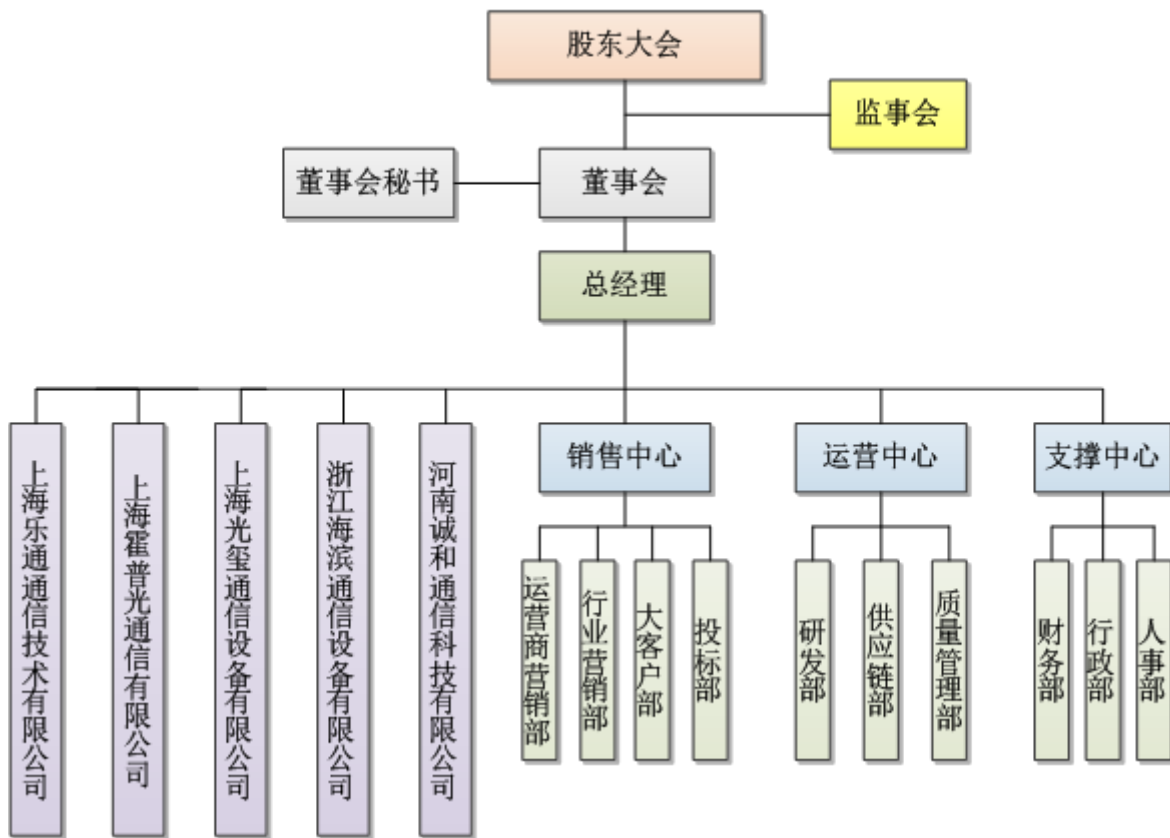 股东大会
监事会
董事会秘书
董事会
总经理
上海乐通通信技术有限公司
上海霍普光通信有限公司
上海光玺通信设备有限公司
浙江海滨通信设备有限公司
河南诚和通信科技有限公司
销售中心
运营中心
支撑中心
运营商营销部
行业营销部
大客户部
投标部
研发部
供应链部
质量管理部
财务部
行政部
人事部